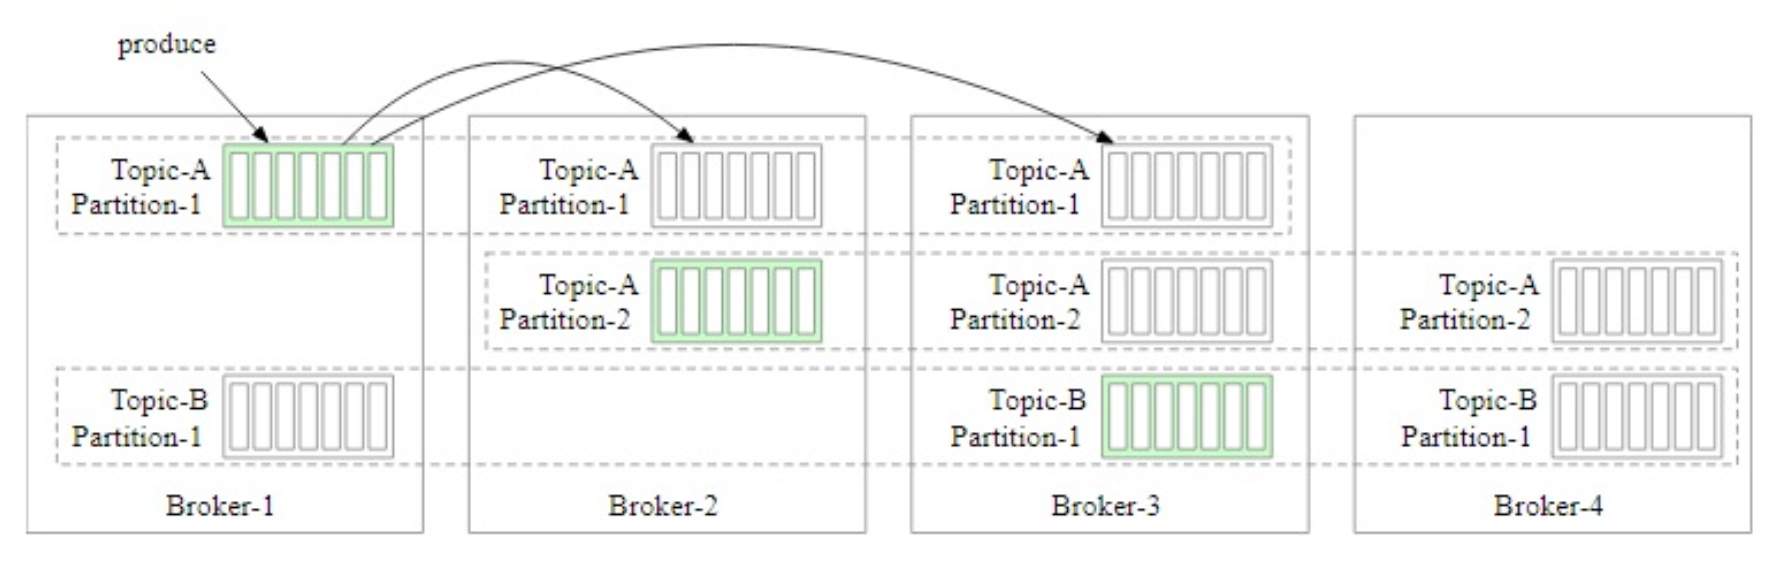 produce
Topic-A
Partition-1
Topic-A
Partition-1
Topic-A
Partition-1
Topic-A
Partition-2
Topic-A
Partition-2
Topic-A
Partition-2
Topic-B
Partition-1
Topic-B
Partition-1
Topic-B
Partition-1
Broker-1
Broker-2
Broker-3
Broker-4